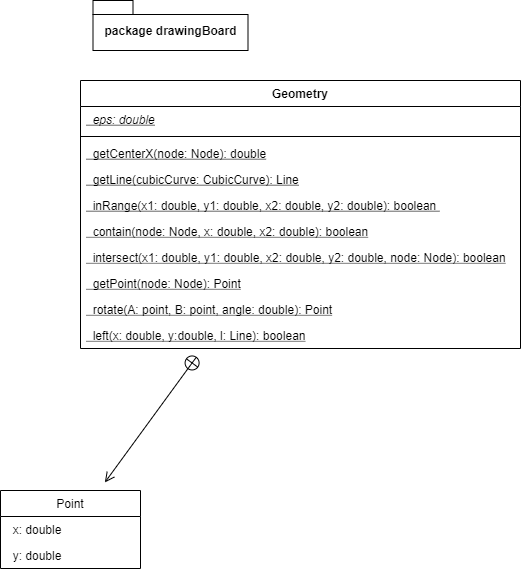 package drawingBoard
Geometry
eps: double
getCenterX(node: Node): double
getLine(cubicCurve: CubicCurve): Line
inRange(x1: double, y1: double, x2: double, y2: double): boolean
contain(node: Node, x: double, x2: double): boolean
intersect(x1: double, y1: double, x2: double, y2: double, node: Node): boolean
getPoint(node: Node): Point
rotate(A: point, B: point, angle: double): Point
left(x: double, y:double, l: Line): boolean
Point
x: double
y: double